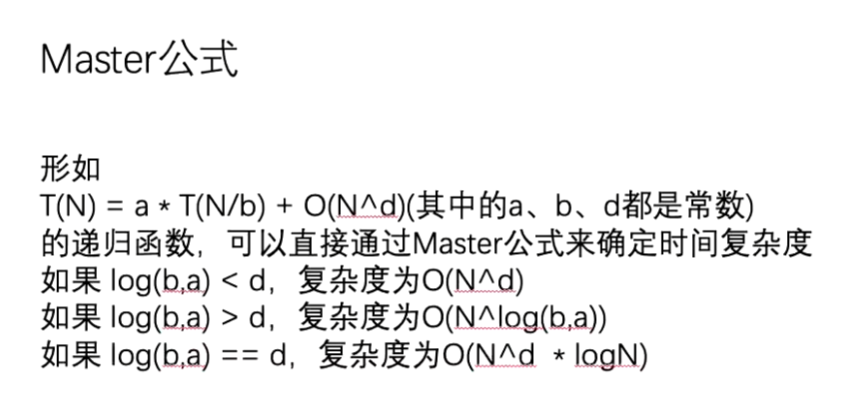 Master公式
形如
T(N) = a * T(N/b) + O(N^d)(其中的a、b、d都是常数)
的递归函数，可以直接通过Master公式来确定时间复杂度
如果 log(b,a) < d，复杂度为O(N^d)
如果 log(b,a) > d，复杂度为O(N^log(b,a))
如果 log(b,a) == d，复杂度为O(N^d  * logN)